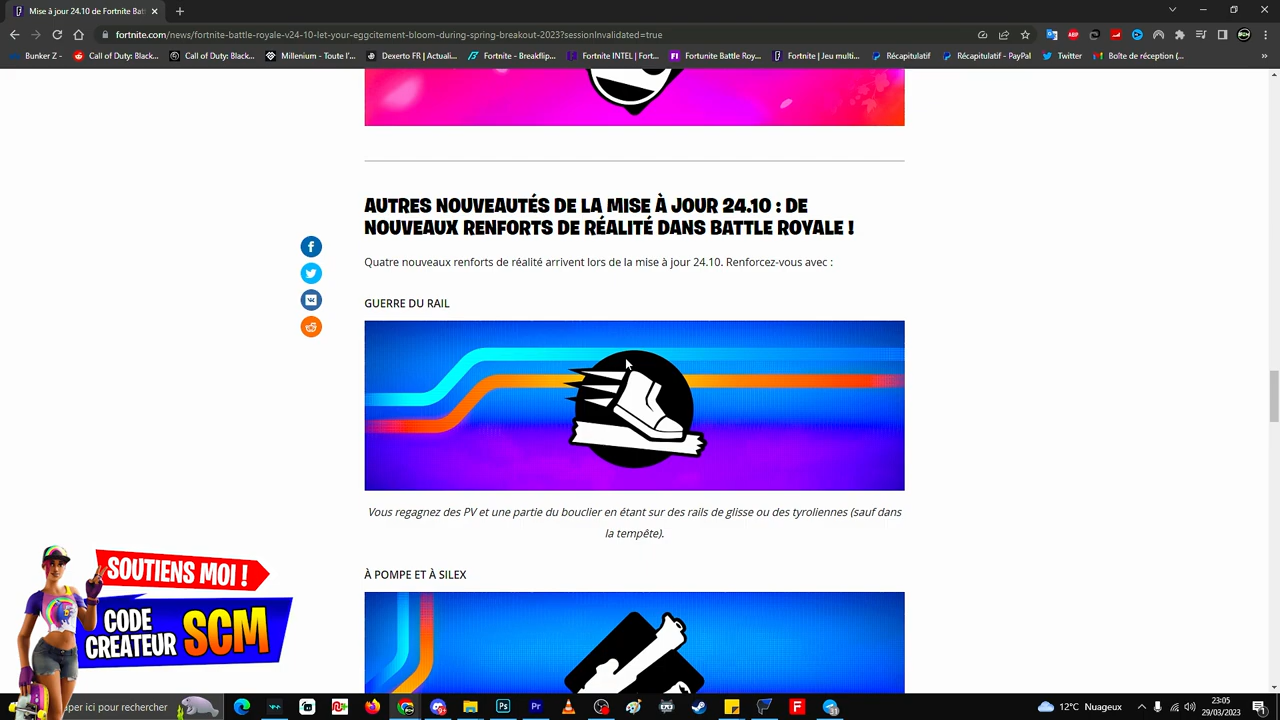 Mise à jour 24.10 de Fortnite Bat
fortnite.com/news/fortnite-battle-royale-v24-10-let-your-eggcitement-bloom-during-spring-breakout-2023?sessionInvalidated=true
Bunker Z - Call of Duty: Black... Call of Duty: Black... Millenium - Toute l'... Dexerto FR | Actuali... Fortnite - Breakflip... Fortnite INTEL | Fort... Fortunite Battle Roy... Fortnite | Jeu multi... Récapitulatif Récapitulatif - PayPal Twitter Boîte de réception (... »
AUTRES NOUVEAUTÉS DE LA MISE À JOUR 24.10 : DE
NOUVEAUX RENFORTS DE RÉALITÉ DANS BATTLE ROYALE !
Quatre nouveaux renforts de réalité arrivent lors de la mise à jour 24.10. Renforcez-vous avec :
GUERRE DU RAIL
Vous regagnez des PV et une partie du bouclier en étant sur des rails de glisse ou des tyroliennes (sauf dans
la tempête).
À POMPE ET À SILEX
SOUTIENS MOI !
CODE
CREATEUR SCM
per ici pour rechercher
12°C Nuageux
23:05
29/03/2023